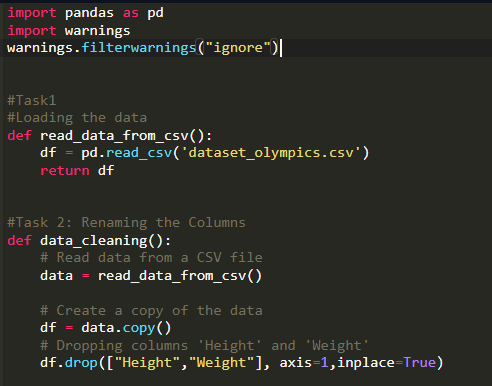 import pandas as pd
import warnings
warnings.filterwarnings("ignore")
#Task1
#Loading the data
def read_data_from_csv():
    df = pd.read_csv('dataset_olympics.csv')
    return df
#Task 2: Renaming the Columns
def data_cleaning():
    # Read data from a CSV file
    data = read_data_from_csv()
    # Create a copy of the data
    df = data.copy()
    # Dropping columns 'Height' and 'Weight'
    df.drop(["Height","Weight"], axis=1,inplace=True)